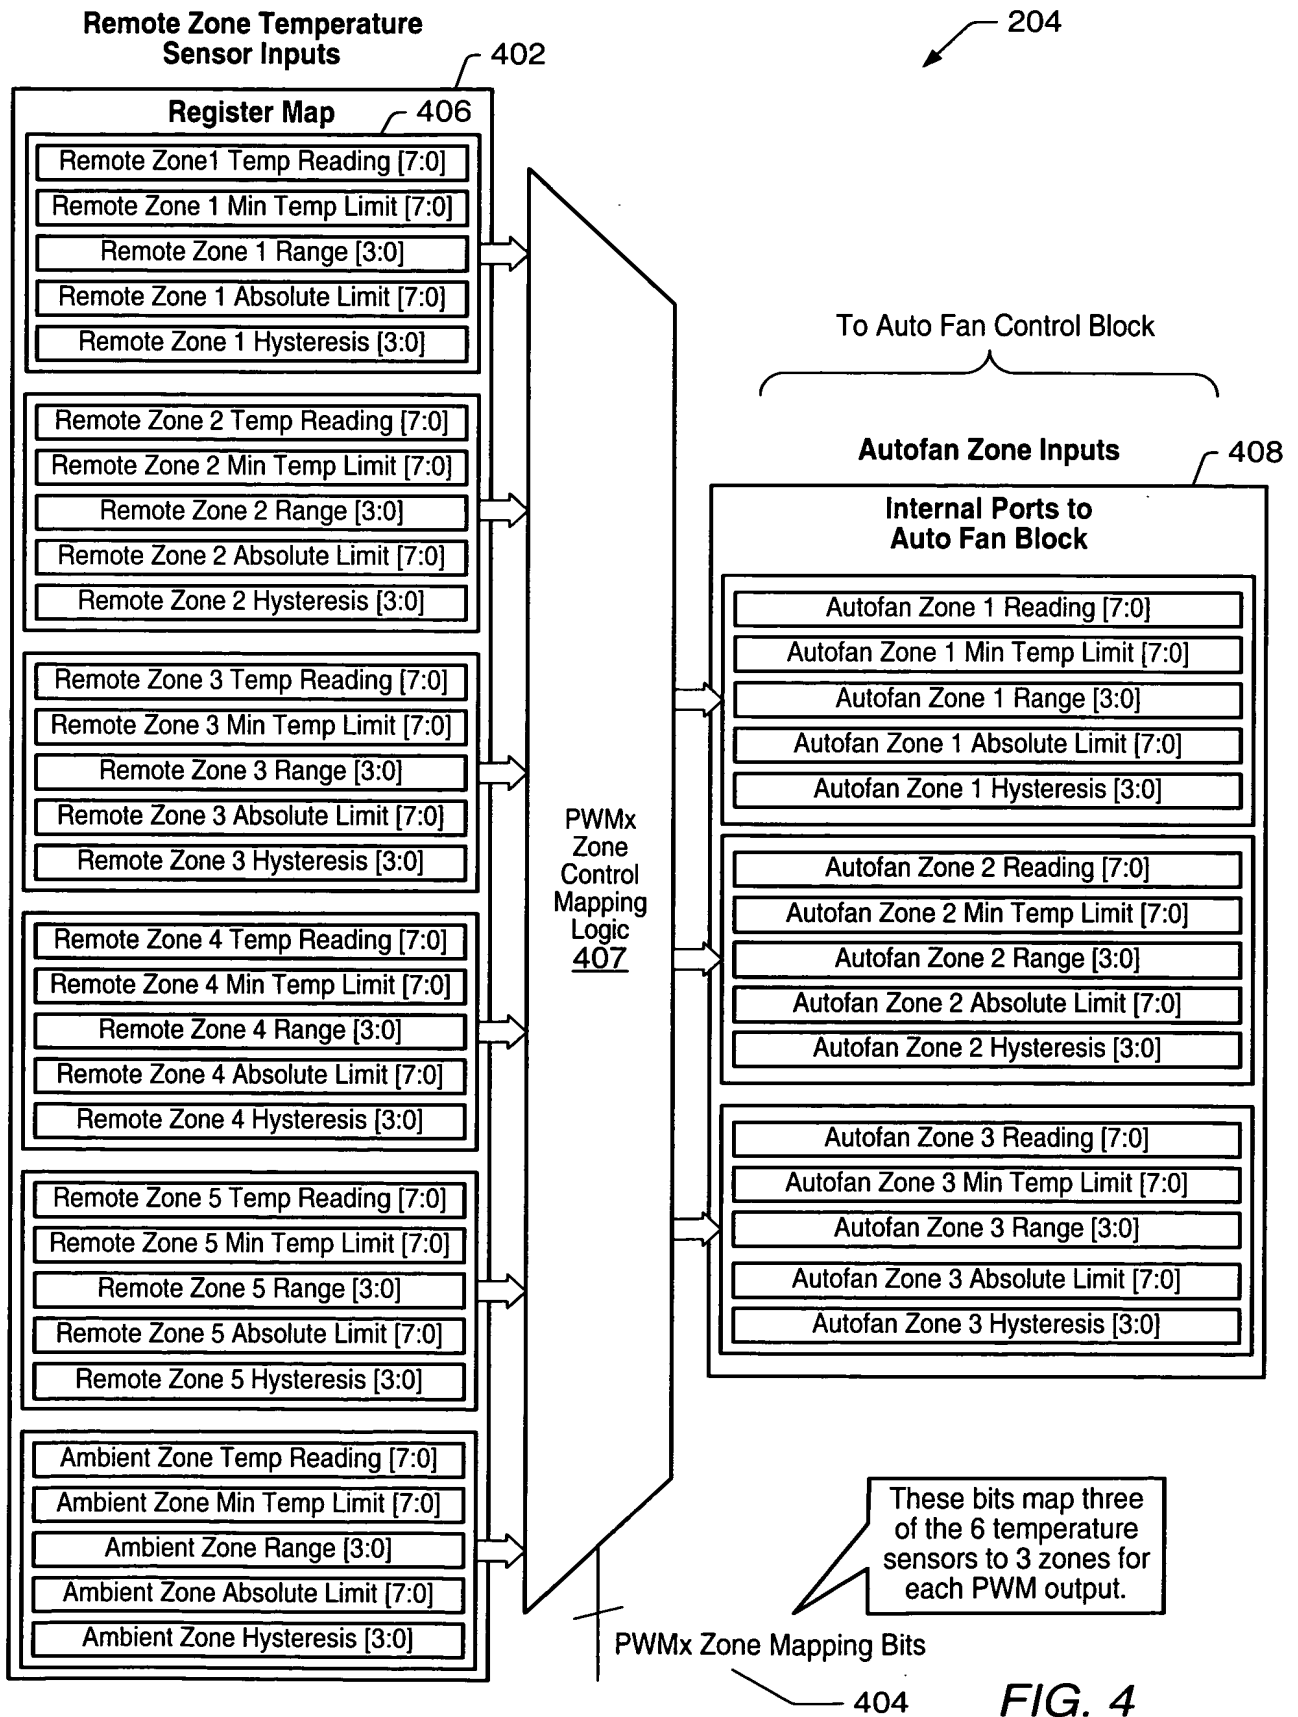 Remote Zone Temperature
Sensor Inputs
402
204
Register Map
406
Remote Zone1 Temp Reading [7:0]
Remote Zone 1 Min Temp Limit [7:0]
Remote Zone 1 Range [3:0]
Remote Zone 1 Absolute Limit [7:0]
Remote Zone 1 Hysteresis [3:0]
Remote Zone 2 Temp Reading [7:0]
Remote Zone 2 Min Temp Limit [7:0]
Remote Zone 2 Range [3:0]
Remote Zone 2 Absolute Limit [7:0]
Remote Zone 2 Hysteresis [3:0]
Remote Zone 3 Temp Reading [7:0]
Remote Zone 3 Min Temp Limit [7:0]
Remote Zone 3 Range [3:0]
Remote Zone 3 Absolute Limit [7:0]
Remote Zone 3 Hysteresis [3:0]
Remote Zone 4 Temp Reading [7:0]
Remote Zone 4 Min Temp Limit [7:0]
Remote Zone 4 Range [3:0]
Remote Zone 4 Absolute Limit [7:0]
Remote Zone 4 Hysteresis [3:0]
Remote Zone 5 Temp Reading [7:0]
Remote Zone 5 Min Temp Limit [7:0]
Remote Zone 5 Range [3:0]
Remote Zone 5 Absolute Limit [7:0]
Remote Zone 5 Hysteresis [3:0]
Ambient Zone Temp Reading [7:0]
Ambient Zone Min Temp Limit [7:0]
Ambient Zone Range [3:0]
Ambient Zone Absolute Limit [7:0]
Ambient Zone Hysteresis [3:0]
PWMx
Zone
Control
Mapping
Logic
407
To Auto Fan Control Block
Autofan Zone Inputs
408
Internal Ports to
Auto Fan Block
Autofan Zone 1 Reading [7:0]
Autofan Zone 1 Min Temp Limit [7:0]
Autofan Zone 1 Range [3:0]
Autofan Zone 1 Absolute Limit [7:0]
Autofan Zone 1 Hysteresis [3:0]
Autofan Zone 2 Reading [7:0]
Autofan Zone 2 Min Temp Limit [7:0]
Autofan Zone 2 Range [3:0]
Autofan Zone 2 Absolute Limit [7:0]
Autofan Zone 2 Hysteresis [3:0]
Autofan Zone 3 Reading [7:0]
Autofan Zone 3 Min Temp Limit [7:0]
Autofan Zone 3 Range [3:0]
Autofan Zone 3 Absolute Limit [7:0]
Autofan Zone 3 Hysteresis [3:0]
These bits map three
of the 6 temperature
sensors to 3 zones for
each PWM output.
PWMx Zone Mapping Bits
404
FIG. 4